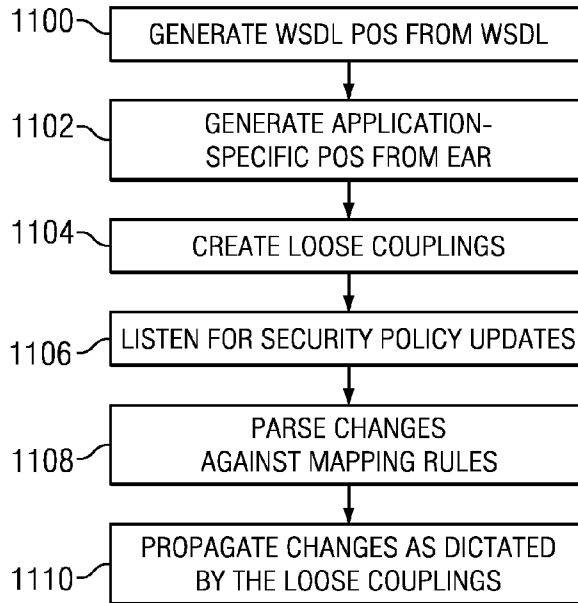 1100
GENERATE WSDL POS FROM WSDL
1102
GENERATE APPLICATION-
SPECIFIC POS FROM EAR
1104
CREATE LOOSE COUPLINGS
1106
LISTEN FOR SECURITY POLICY UPDATES
1108
PARSE CHANGES
AGAINST MAPPING RULES
1110
PROPAGATE CHANGES AS DICTATED
BY THE LOOSE COUPLINGS